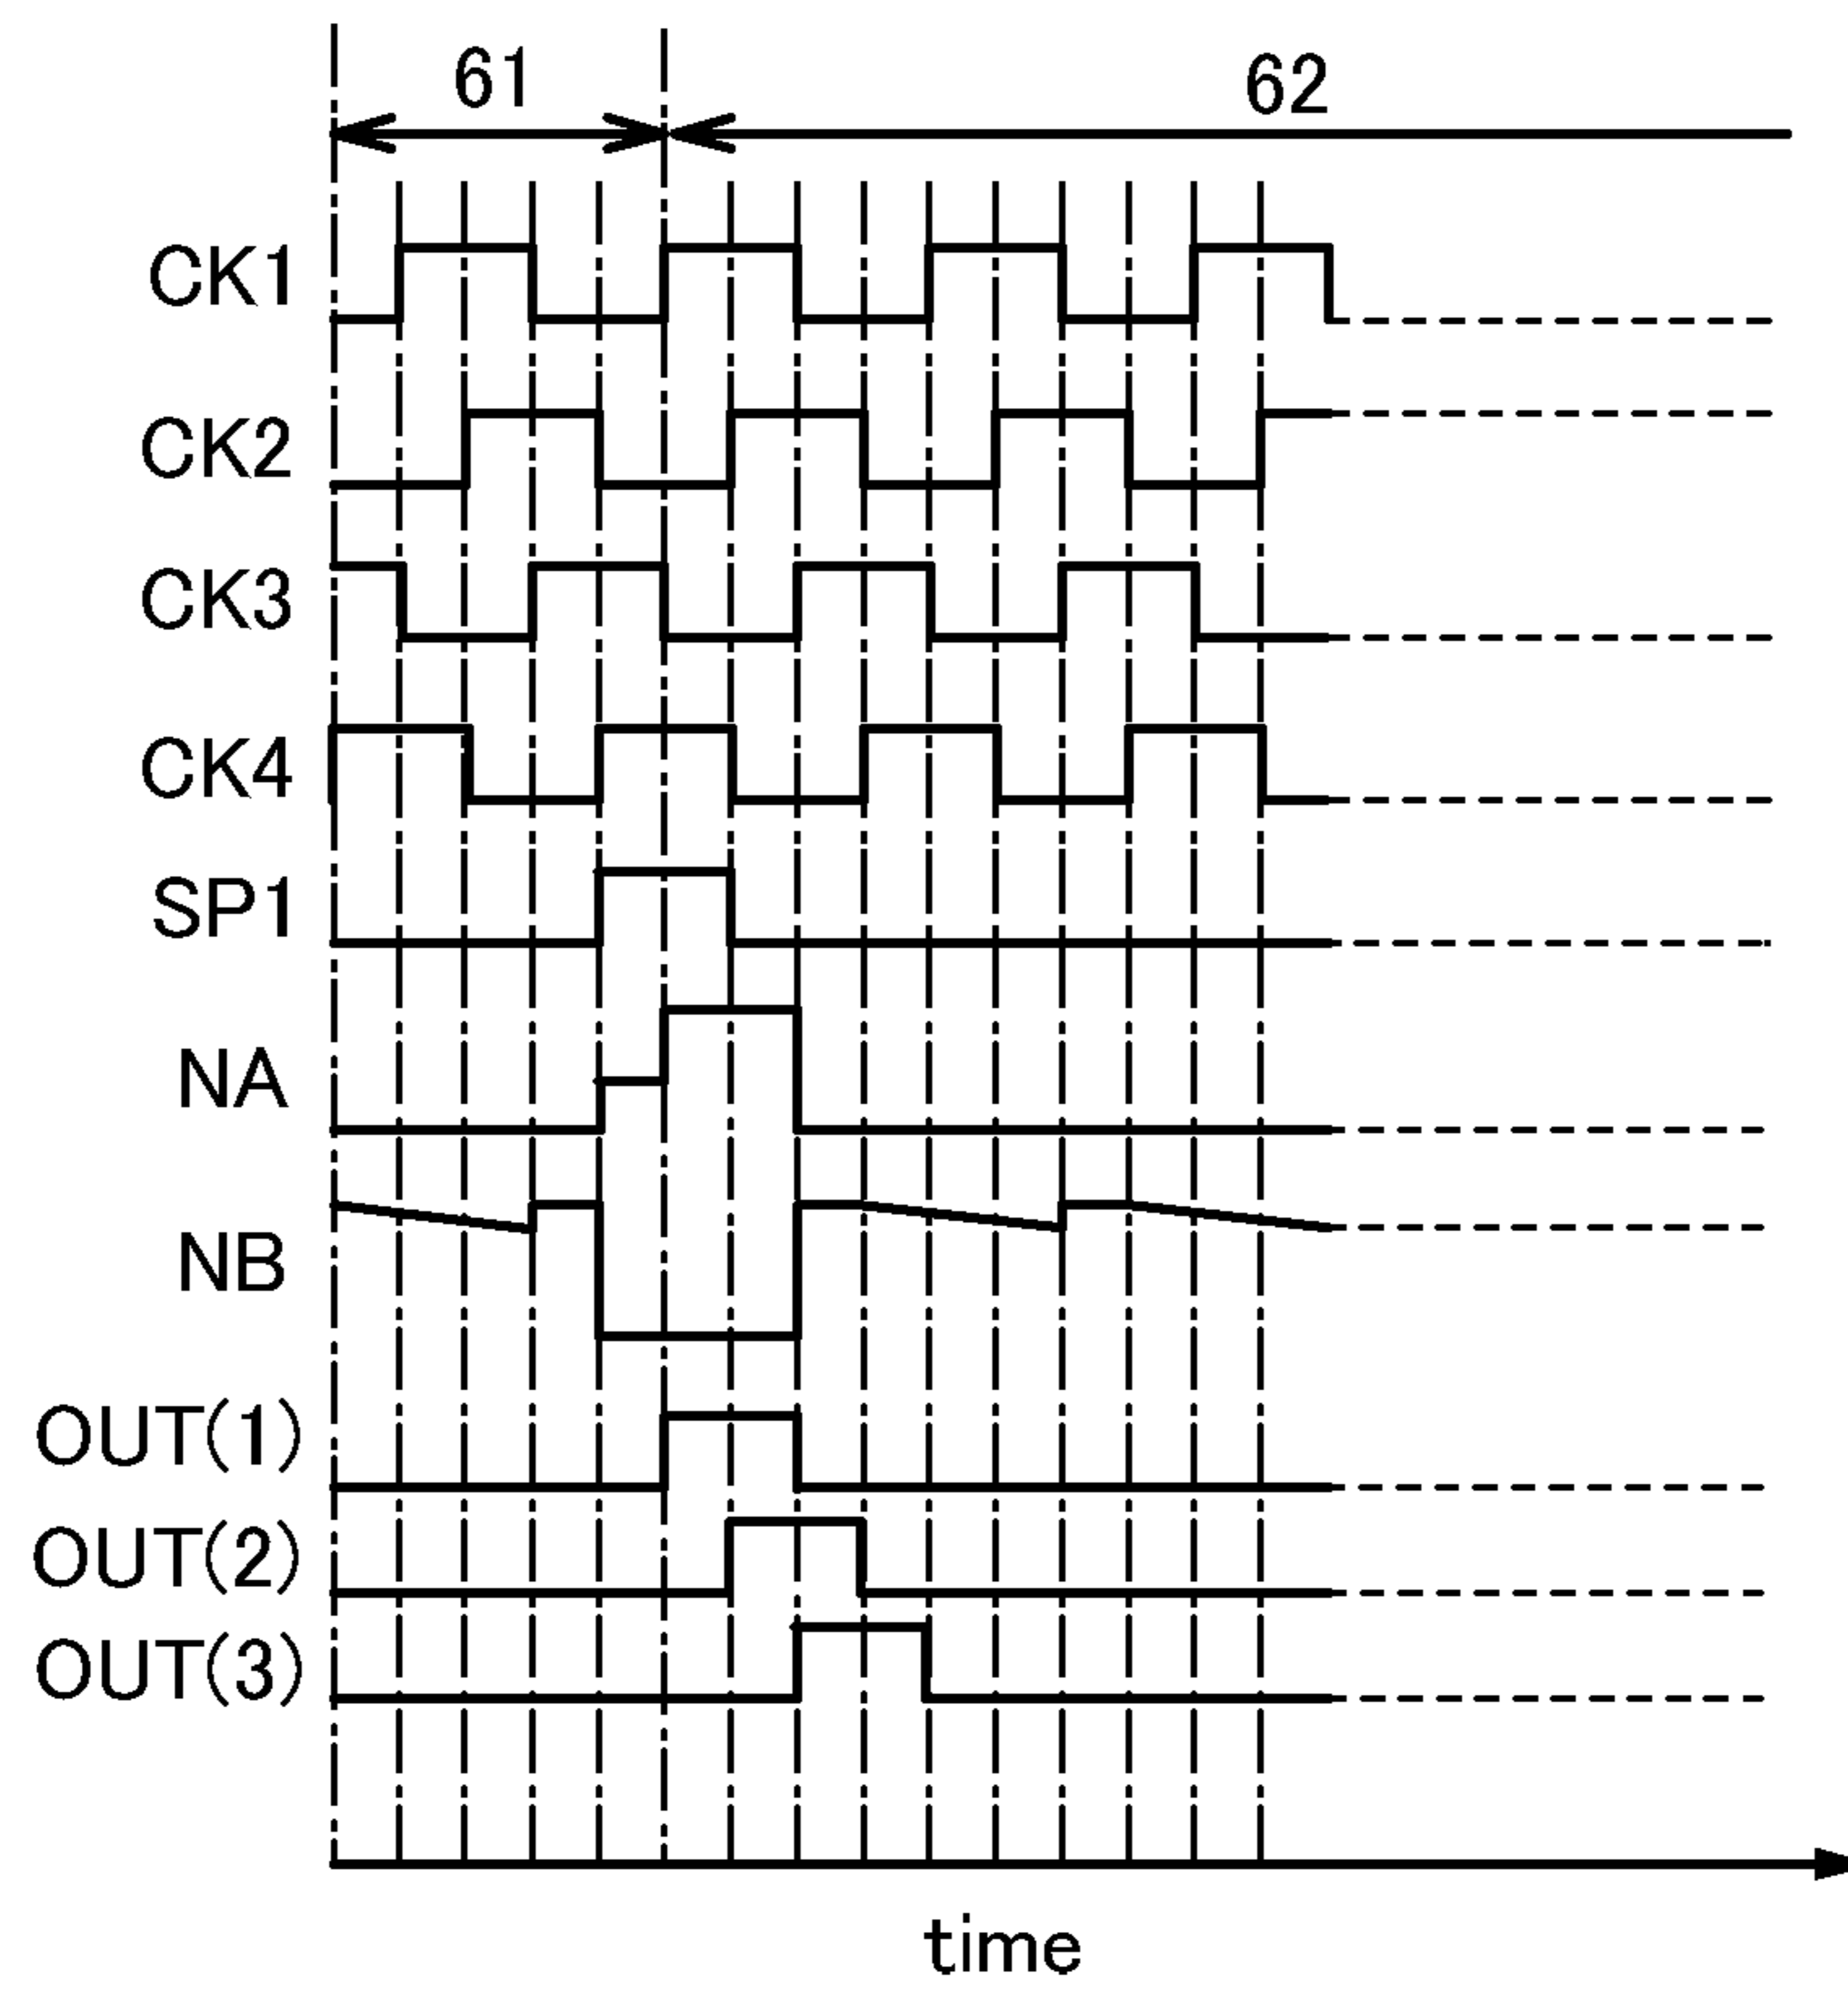 61 62
CK1
CK2
CK3
CK4
SP1
NA
NB
OUT(1)
OUT(2)
OUT(3)
time